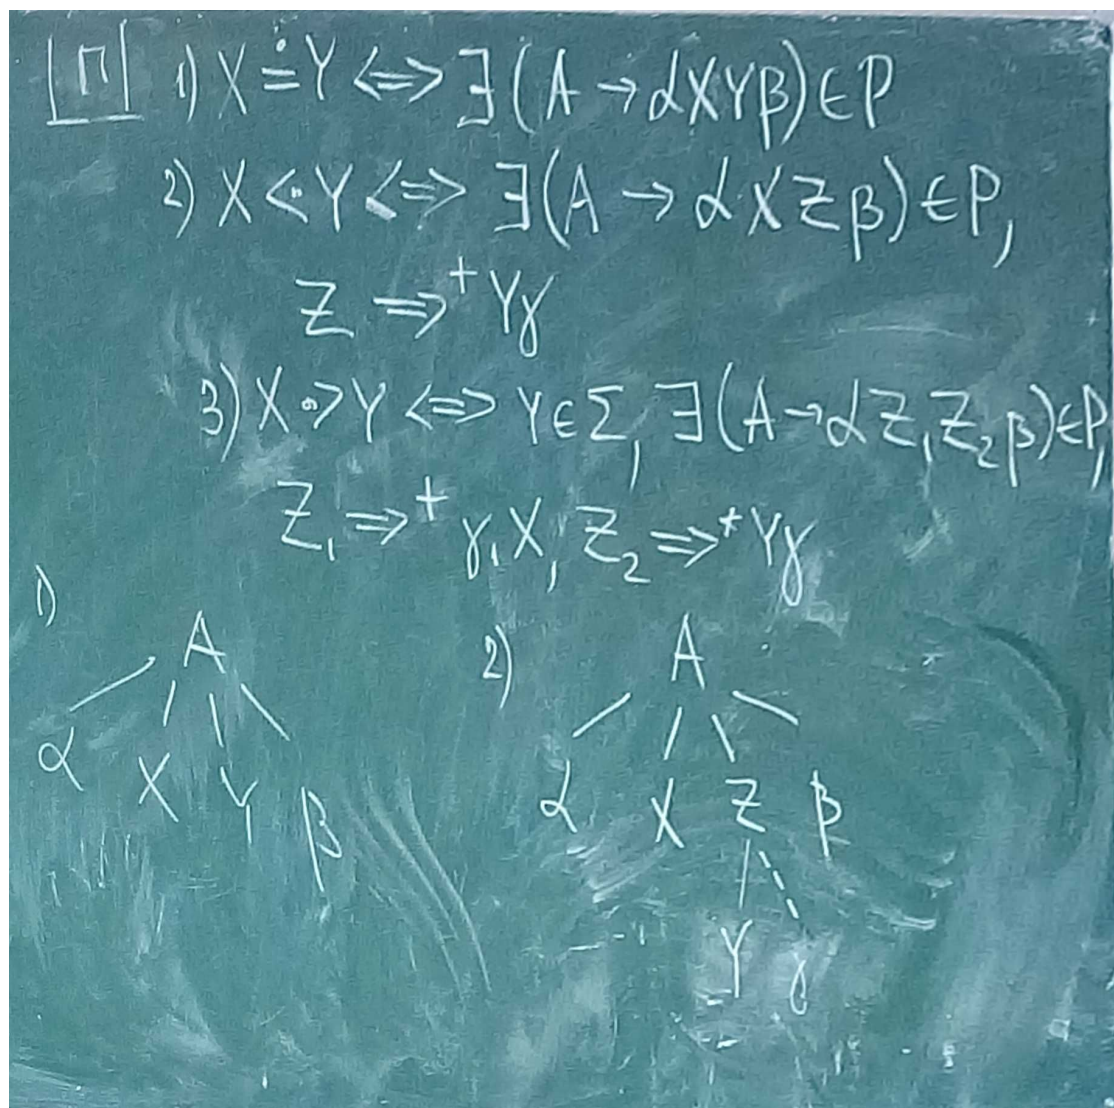 П 1) X ≐ Y <=> ∃(A → αXYβ) ∈ P
2) X <· Y <=> ∃(A → αXZβ) ∈ P,
Z =>⁺ Yγ
3) X ·> Y <=> Y ∈ Σ, ∃(A → αZ₁Z₂β) ∈ P,
Z₁ =>⁺ γ₁X, Z₂ =>* Yγ
1) 2)
A A
α X Y β α X Z β
Y γ